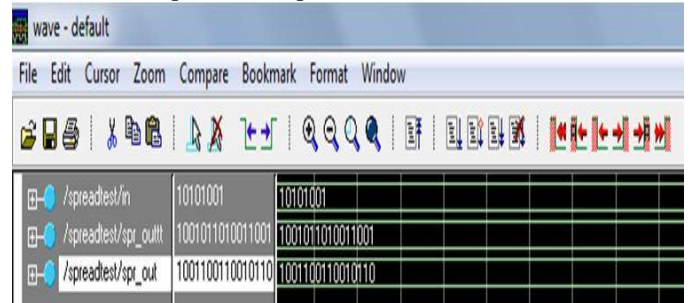 wave - default
File Edit Cursor Zoom Compare Bookmark Format Window
/spreadtest/in 10101001 10101001
/spreadtest/spr_outtt 1001011010011001 1001011010011001
/spreadtest/spr_out 1001100110010110 1001100110010110